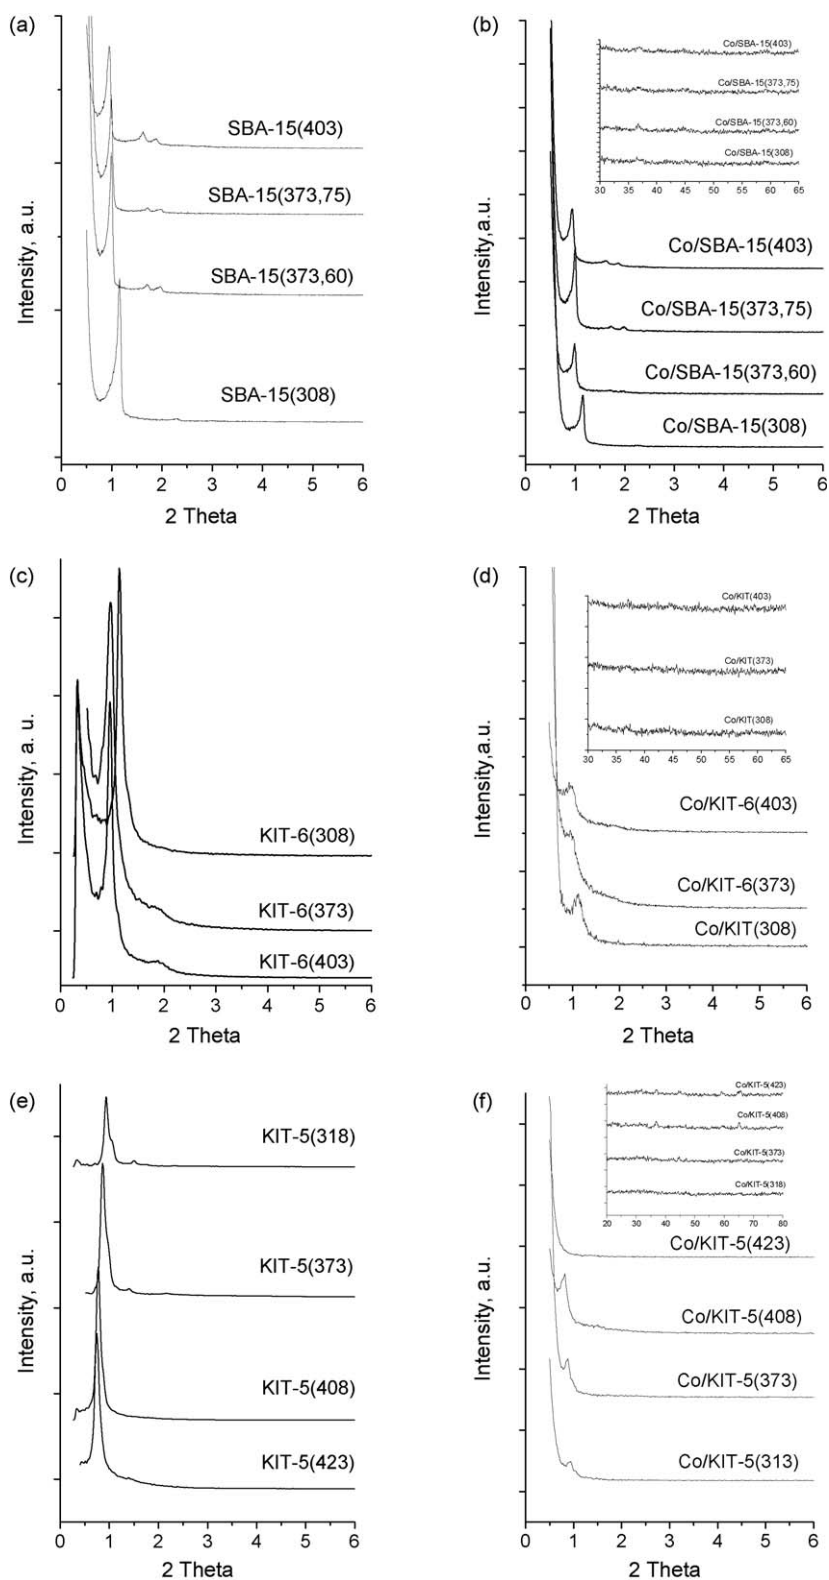 (a)
SBA-15(403)
SBA-15(373,75)
SBA-15(373,60)
SBA-15(308)
Intensity, a.u.
0 1 2 3 4 5 6
2 Theta
(b)
Co/SBA-15(403)
Co/SBA-15(373,75)
Co/SBA-15(373,60)
Co/SBA-15(308)
30 35 40 45 50 55 60 65
Co/SBA-15(403)
Co/SBA-15(373,75)
Co/SBA-15(373,60)
Co/SBA-15(308)
Intensity,a.u.
0 1 2 3 4 5 6
2 Theta
(c)
KIT-6(308)
KIT-6(373)
KIT-6(403)
Intensity, a. u.
0 1 2 3 4 5 6
2 Theta
(d)
Co/KIT(403)
Co/KIT(373)
Co/KIT(308)
30 35 40 45 50 55 60 65
Co/KIT-6(403)
Co/KIT-6(373)
Co/KIT(308)
Intensity,a.u.
0 1 2 3 4 5 6
2 Theta
(e)
KIT-5(318)
KIT-5(373)
KIT-5(408)
KIT-5(423)
Intensity, a.u.
0 1 2 3 4 5 6
2 Theta
(f)
Co/KIT-5(423)
Co/KIT-5(408)
Co/KIT-5(373)
Co/KIT-5(318)
20 30 40 50 60 70 80
Co/KIT-5(423)
Co/KIT-5(408)
Co/KIT-5(373)
Co/KIT-5(313)
Intensity, a.u.
0 1 2 3 4 5 6
2 Theta